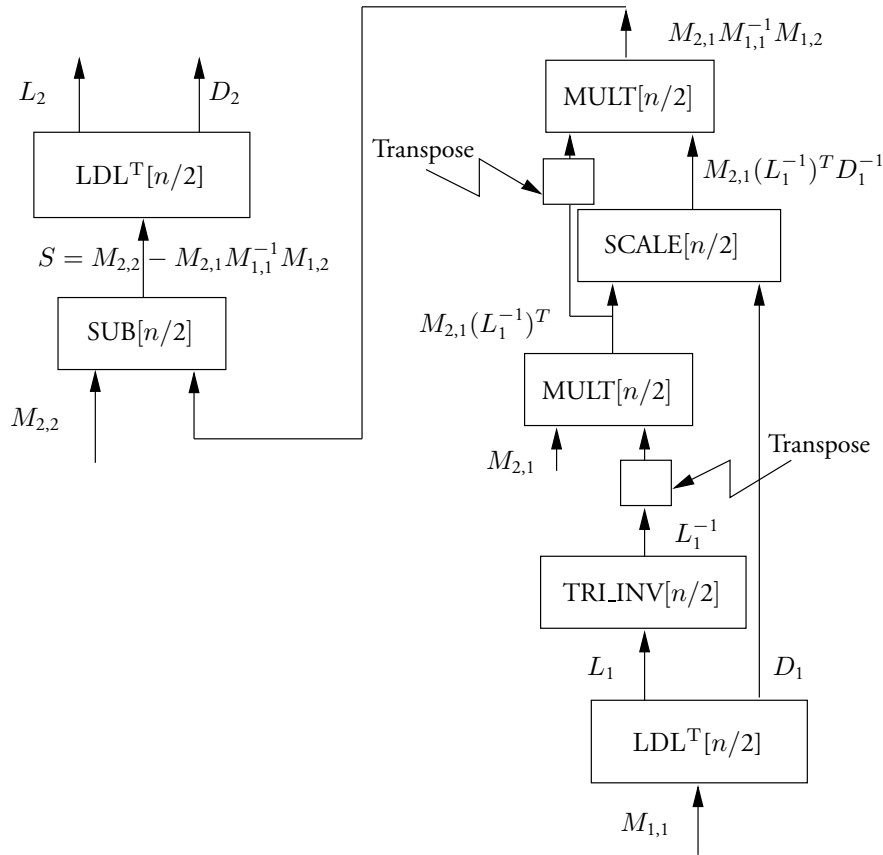 M_{2,1}M_{1,1}^{-1}M_{1,2}
L_2
D_2
MULT[n/2]
Transpose
LDL^T[n/2]
M_{2,1}(L_1^{-1})^T D_1^{-1}
SCALE[n/2]
S = M_{2,2} − M_{2,1}M_{1,1}^{-1}M_{1,2}
SUB[n/2]
M_{2,1}(L_1^{-1})^T
MULT[n/2]
M_{2,2}
M_{2,1}
Transpose
L_1^{-1}
TRI_INV[n/2]
L_1
D_1
LDL^T[n/2]
M_{1,1}